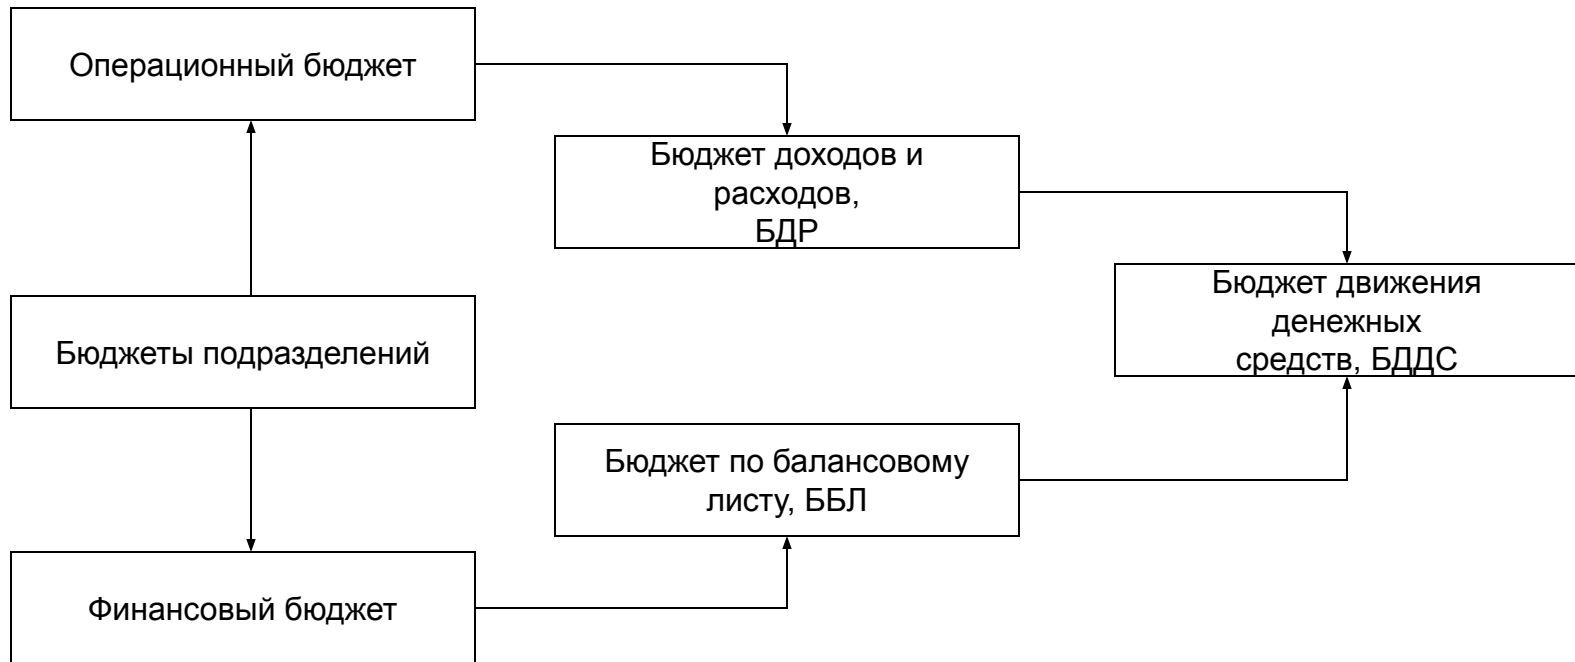 Операционный бюджет
Бюджет доходов и
расходов,
БДР
Бюджет движения
денежных
средств, БДДС
Бюджеты подразделений
Бюджет по балансовому
листу, ББЛ
Финансовый бюджет